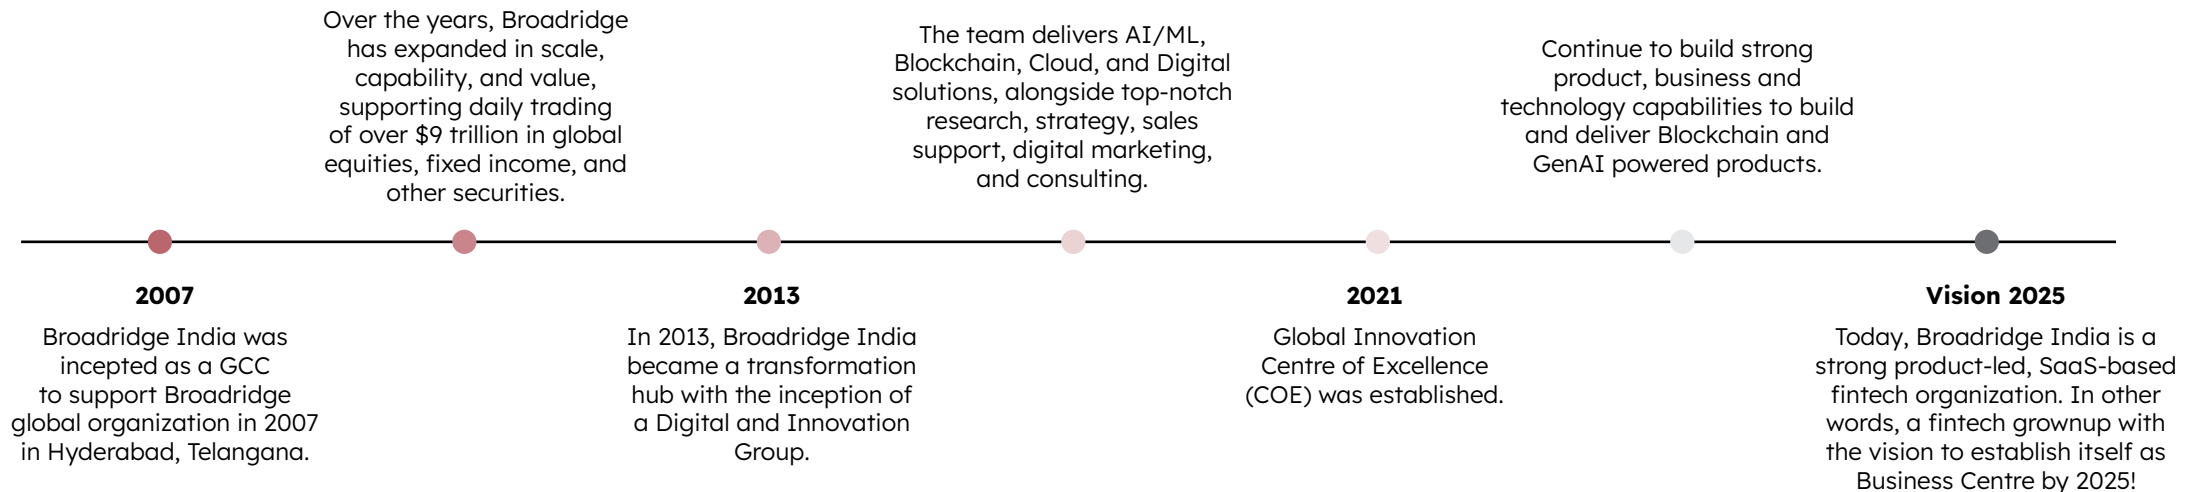 Over the years, Broadridge
has expanded in scale,
capability, and value,
supporting daily trading
of over $9 trillion in global
equities, fixed income, and
other securities.
The team delivers AI/ML,
Blockchain, Cloud, and Digital
solutions, alongside top-notch
research, strategy, sales
support, digital marketing,
and consulting.
Continue to build strong
product, business and
technology capabilities to build
and deliver Blockchain and
GenAI powered products.
2007
Broadridge India was
incepted as a GCC
to support Broadridge
global organization in 2007
in Hyderabad, Telangana.
2013
In 2013, Broadridge India
became a transformation
hub with the inception of
a Digital and Innovation
Group.
2021
Global Innovation
Centre of Excellence
(COE) was established.
Vision 2025
Today, Broadridge India is a
strong product-led, SaaS-based
fintech organization. In other
words, a fintech grownup with
the vision to establish itself as
Business Centre by 2025!